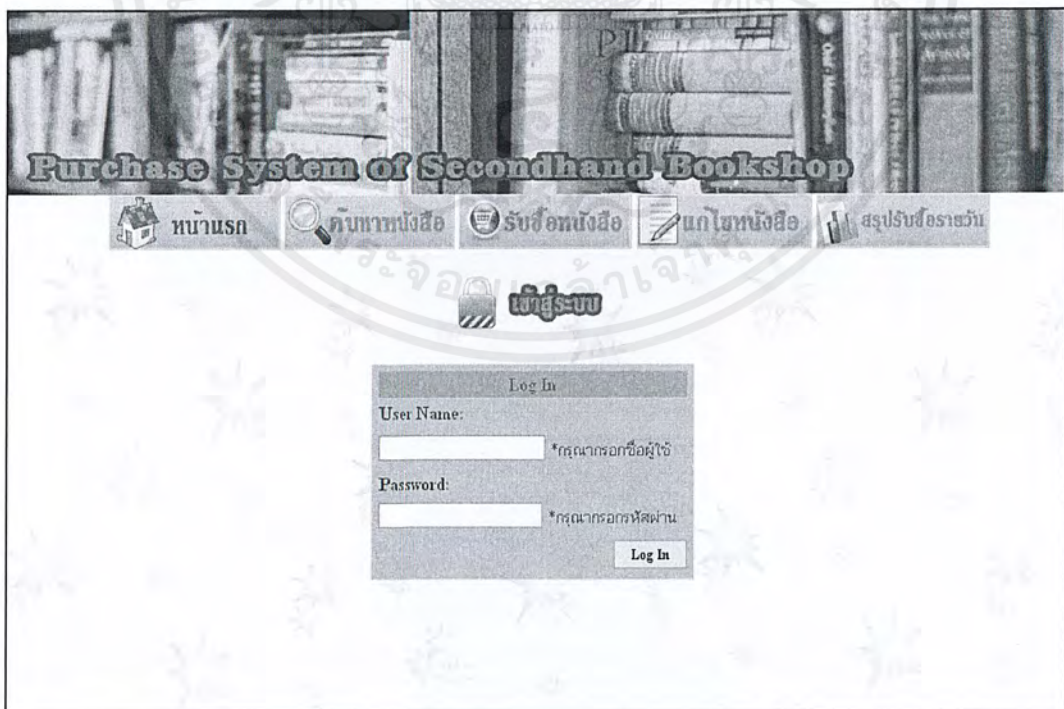 Purchase System of Secondhand Bookshop
หน้าแรก ค้นหาหนังสือ รับซื้อหนังสือ แก้ไขหนังสือ สรุปรับซื้อรายวัน
เข้าสู่ระบบ
Log In
User Name:
*กรุณากรอกชื่อผู้ใช้
Password:
*กรุณากรอกรหัสผ่าน
Log In